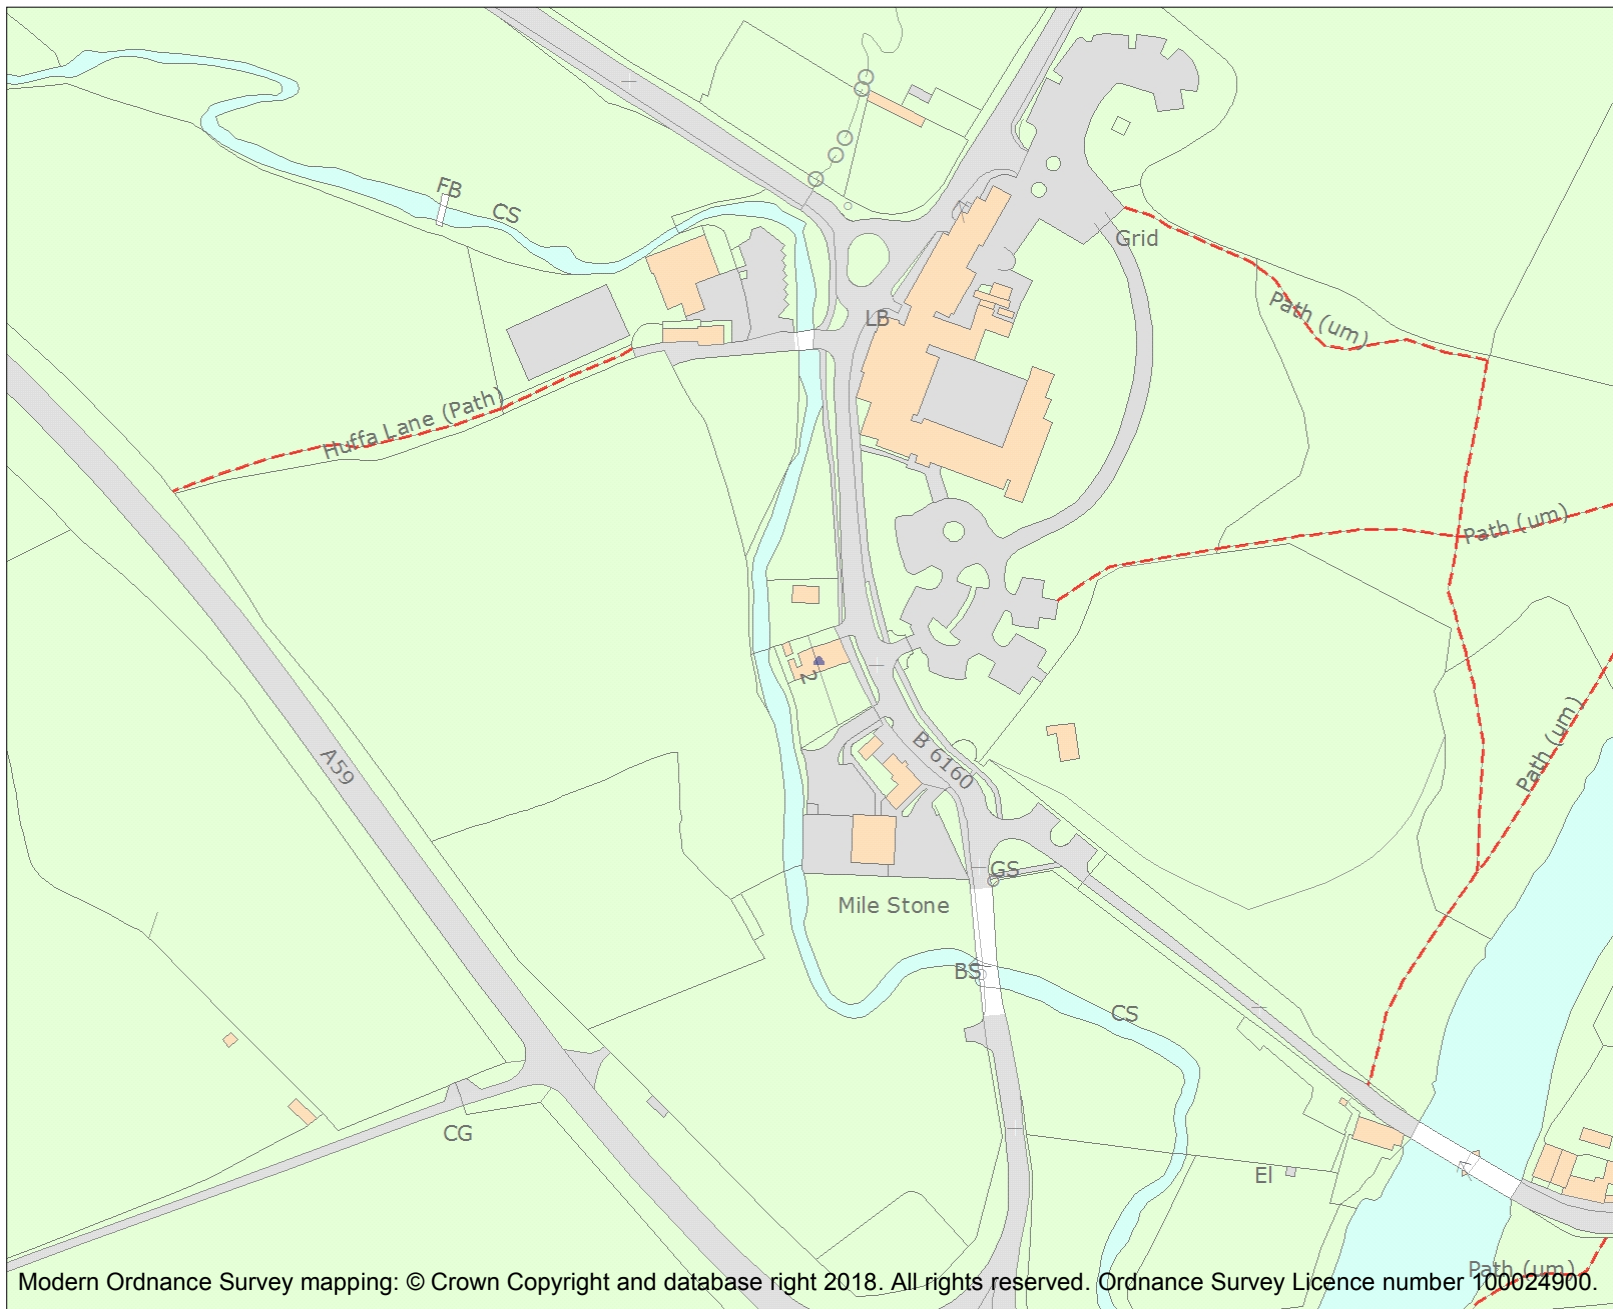 FB
CS
Grid
Path (um)
LB
Huffa Lane (Path)
Path (um)
2
A59
B 6160
Path (um)
GS
Mile Stone
BS
CS
CG
El
Path (um)
Modern Ordnance Survey mapping: © Crown Copyright and database right 2018. All rights reserved. Ordnance Survey Licence number 100024900.